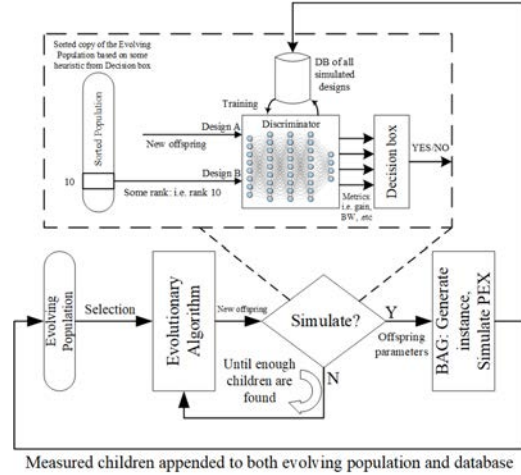 Sorted copy of the Evolving
Population based on some
heuristic from Decision box
DB of all
simulated
designs
Training
Sorted Population
Design A
New offspring
Discriminator
Design B
10
Some rank: i.e. rank 10
Metrics:
i.e. gain,
BW, .etc
Decision box
YES/NO
Evolving
Population
Selection
Evolutionary
Algorithm
New offspring
Simulate?
Y
Offspring
parameters
BAG: Generate
instance,
Simulate PEX
Until enough
children are
found
N
Measured children appended to both evolving population and database